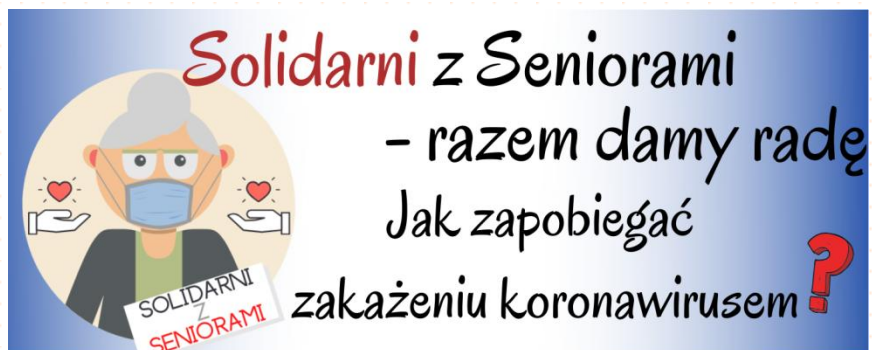 Solidarni z Seniorami
– razem damy radę
Jak zapobiegać
zakażeniu koronawirusem?
SOLIDARNI
Z
SENIORAMI